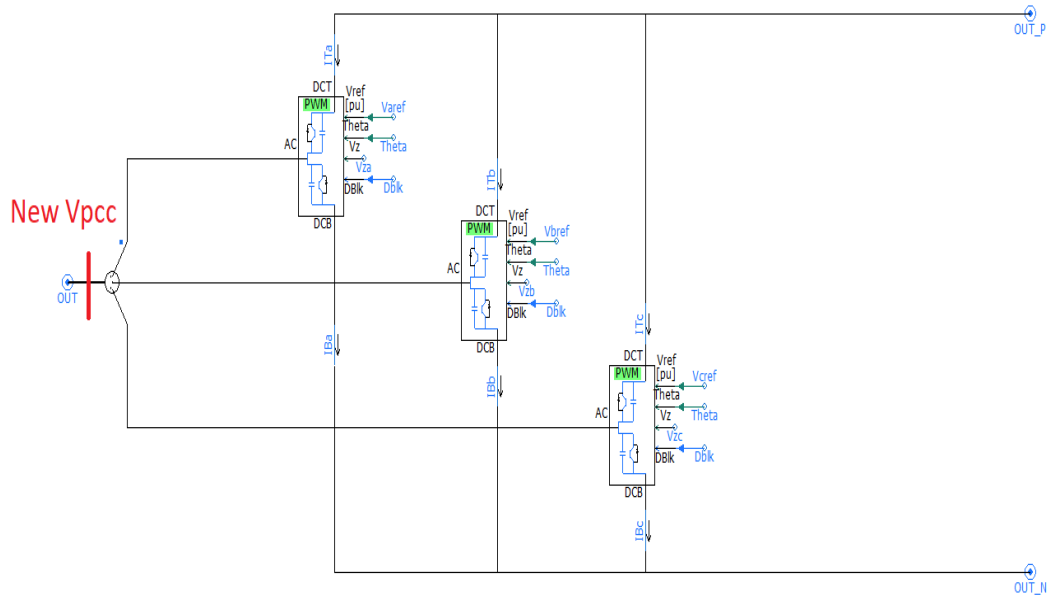 OUT_P
ITa
DCT
PWM
Vref
[pu]
Varef
Theta
Theta
AC
Vz
Vza
DBlk
Dblk
DCB
New Vpcc
OUT
ITb
DCT
PWM
Vref
[pu]
Vbref
Theta
Theta
AC
Vz
Vzb
DBlk
Dblk
DCB
IBa
IBb
ITc
DCT
PWM
Vref
[pu]
Vcref
Theta
Theta
AC
Vz
Vzc
DBlk
Dblk
DCB
IBc
OUT_N